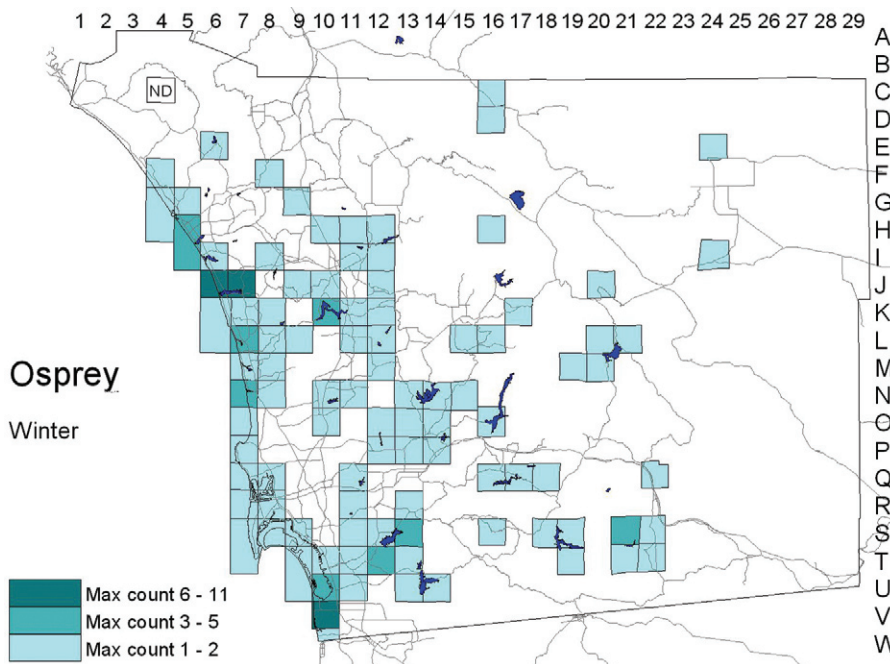 1 2 3 4 5 6 7 8 9 10 11 12 13 14 15 16 17 18 19 20 21 22 23 24 25 26 27 28 29
A
B
ND
C
D
E
F
G
H
I
J
K
L
Osprey
M
N
Winter
O
P
Q
R
S
T
Max count 6 - 11
U
Max count 3 - 5
V
Max count 1 - 2
W